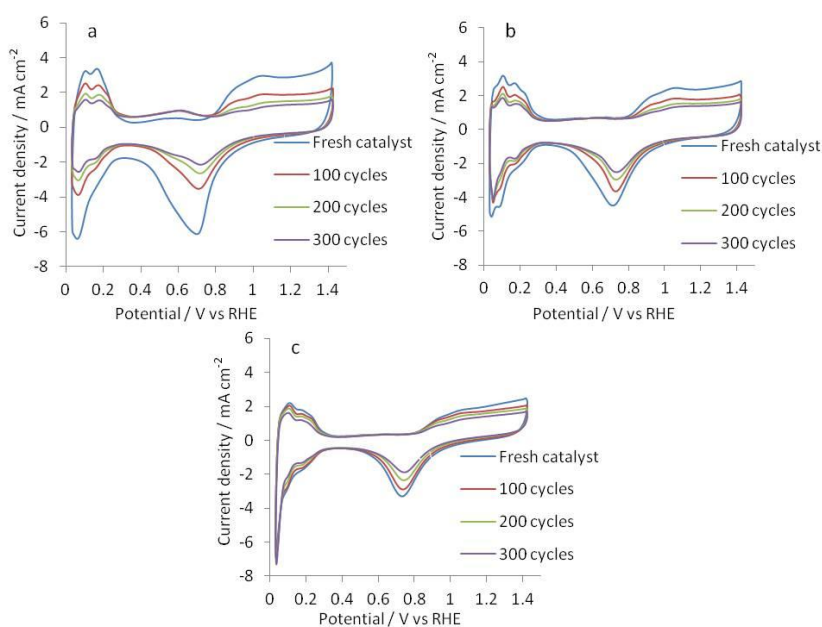 a
Current density / mA cm⁻²
6
4
2
0
-2
-4
-6
-8
0 0.2 0.4 0.6 0.8 1 1.2 1.4
Potential / V vs RHE
Fresh catalyst
100 cycles
200 cycles
300 cycles
b
Current density / mA cm⁻²
6
4
2
0
-2
-4
-6
-8
0 0.2 0.4 0.6 0.8 1 1.2 1.4
Potential / V vs RHE
Fresh catalyst
100 cycles
200 cycles
300 cycles
c
Current density / mA cm⁻²
6
4
2
0
-2
-4
-6
-8
0 0.2 0.4 0.6 0.8 1 1.2 1.4
Potential / V vs RHE
Fresh catalyst
100 cycles
200 cycles
300 cycles